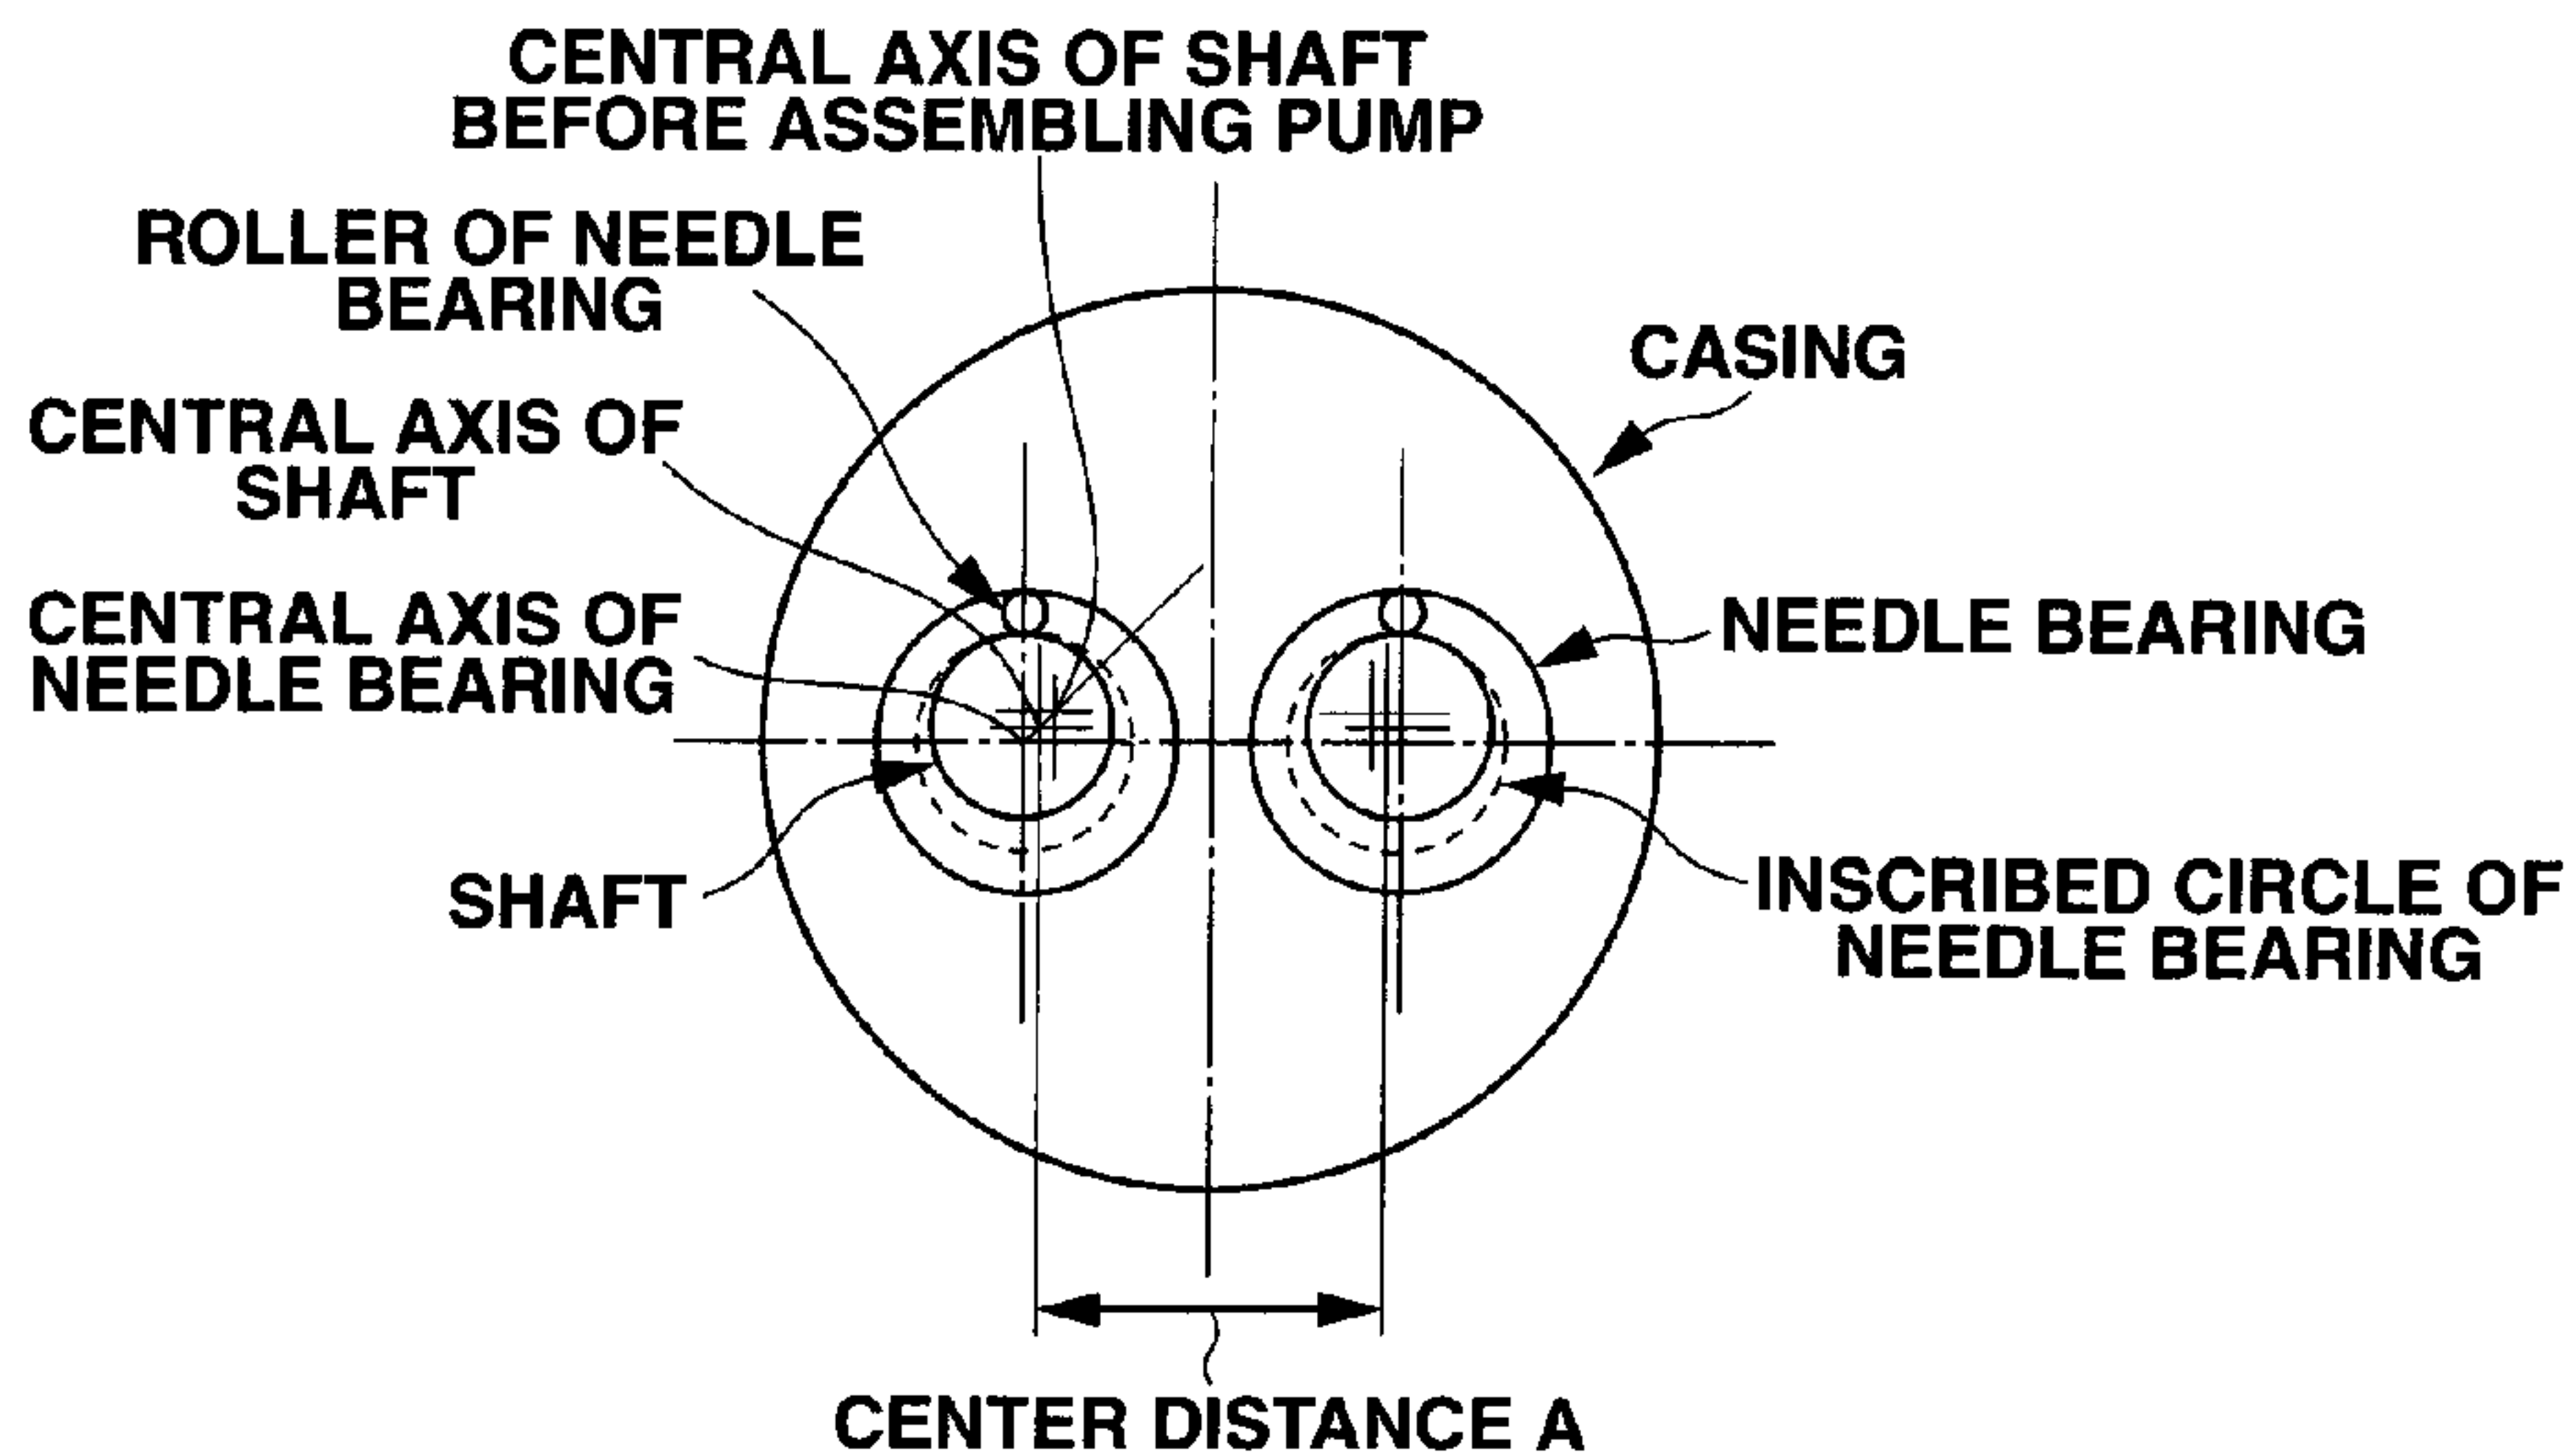 CENTRAL AXIS OF SHAFT
BEFORE ASSEMBLING PUMP
ROLLER OF NEEDLE
BEARING
CASING
CENTRAL AXIS OF
SHAFT
CENTRAL AXIS OF
NEEDLE BEARING
NEEDLE BEARING
SHAFT
INSCRIBED CIRCLE OF
NEEDLE BEARING
CENTER DISTANCE A